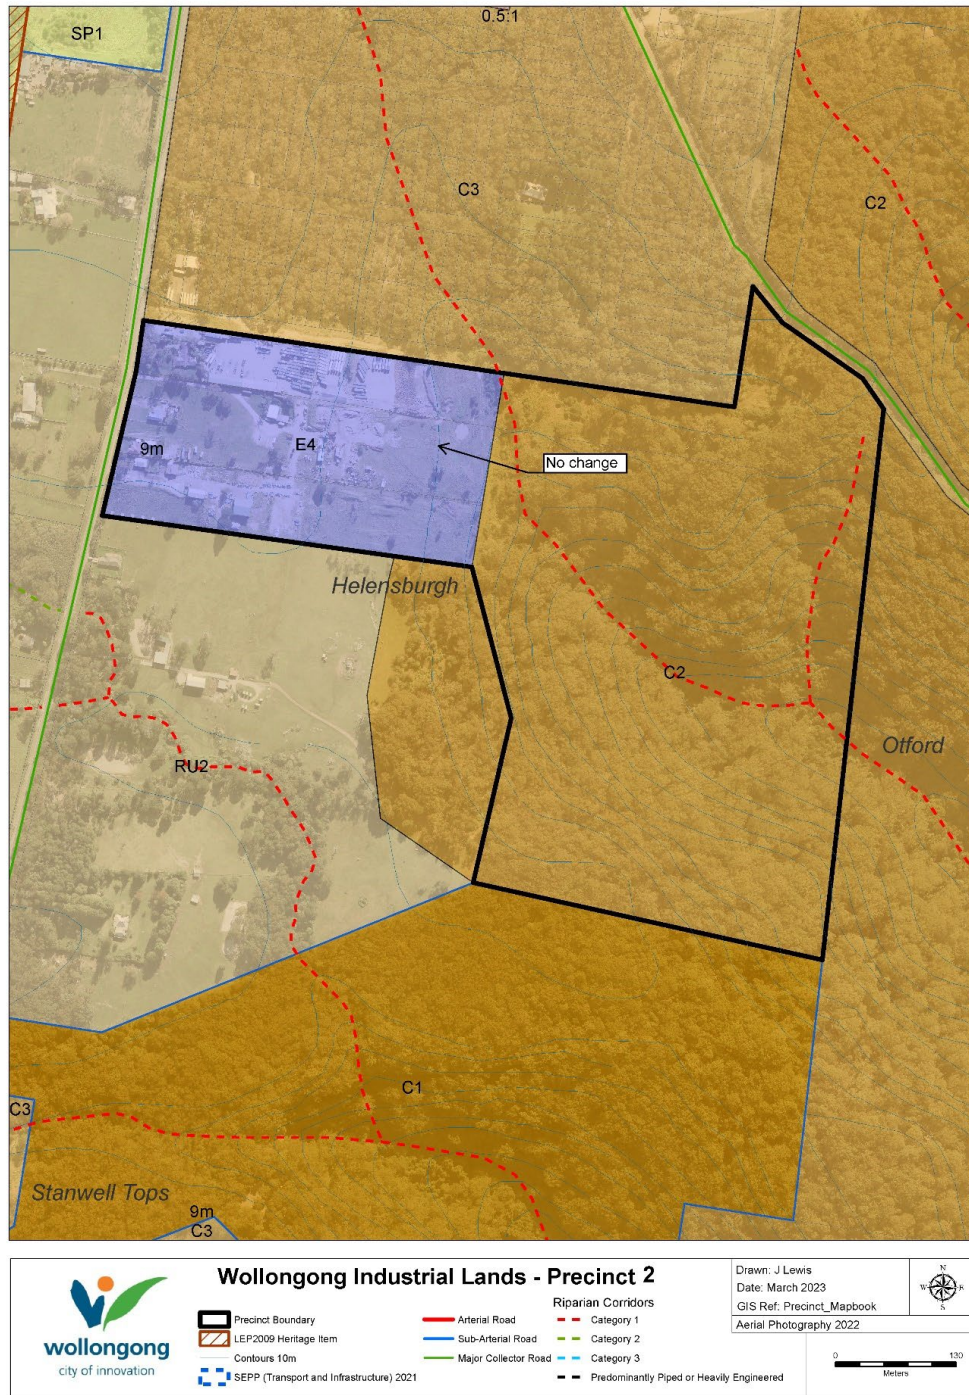 0.5:1
SP1
C3
C2
9m
E4
No change
Helensburgh
C2
Otford
RU2
C1
C3
Stanwell Tops
9m
C3
Wollongong Industrial Lands - Precinct 2
wollongong
city of innovation
Precinct Boundary
LEP2009 Heritage Item
Contours 10m
SEPP (Transport and Infrastructure) 2021
Arterial Road
Sub-Arterial Road
Major Collector Road
Riparian Corridors
Category 1
Category 2
Category 3
Predominantly Piped or Heavily Engineered
Drawn: J Lewis
Date: March 2023
GIS Ref: Precinct_Mapbook
Aerial Photography 2022
N
W
E
S
0
130
Meters